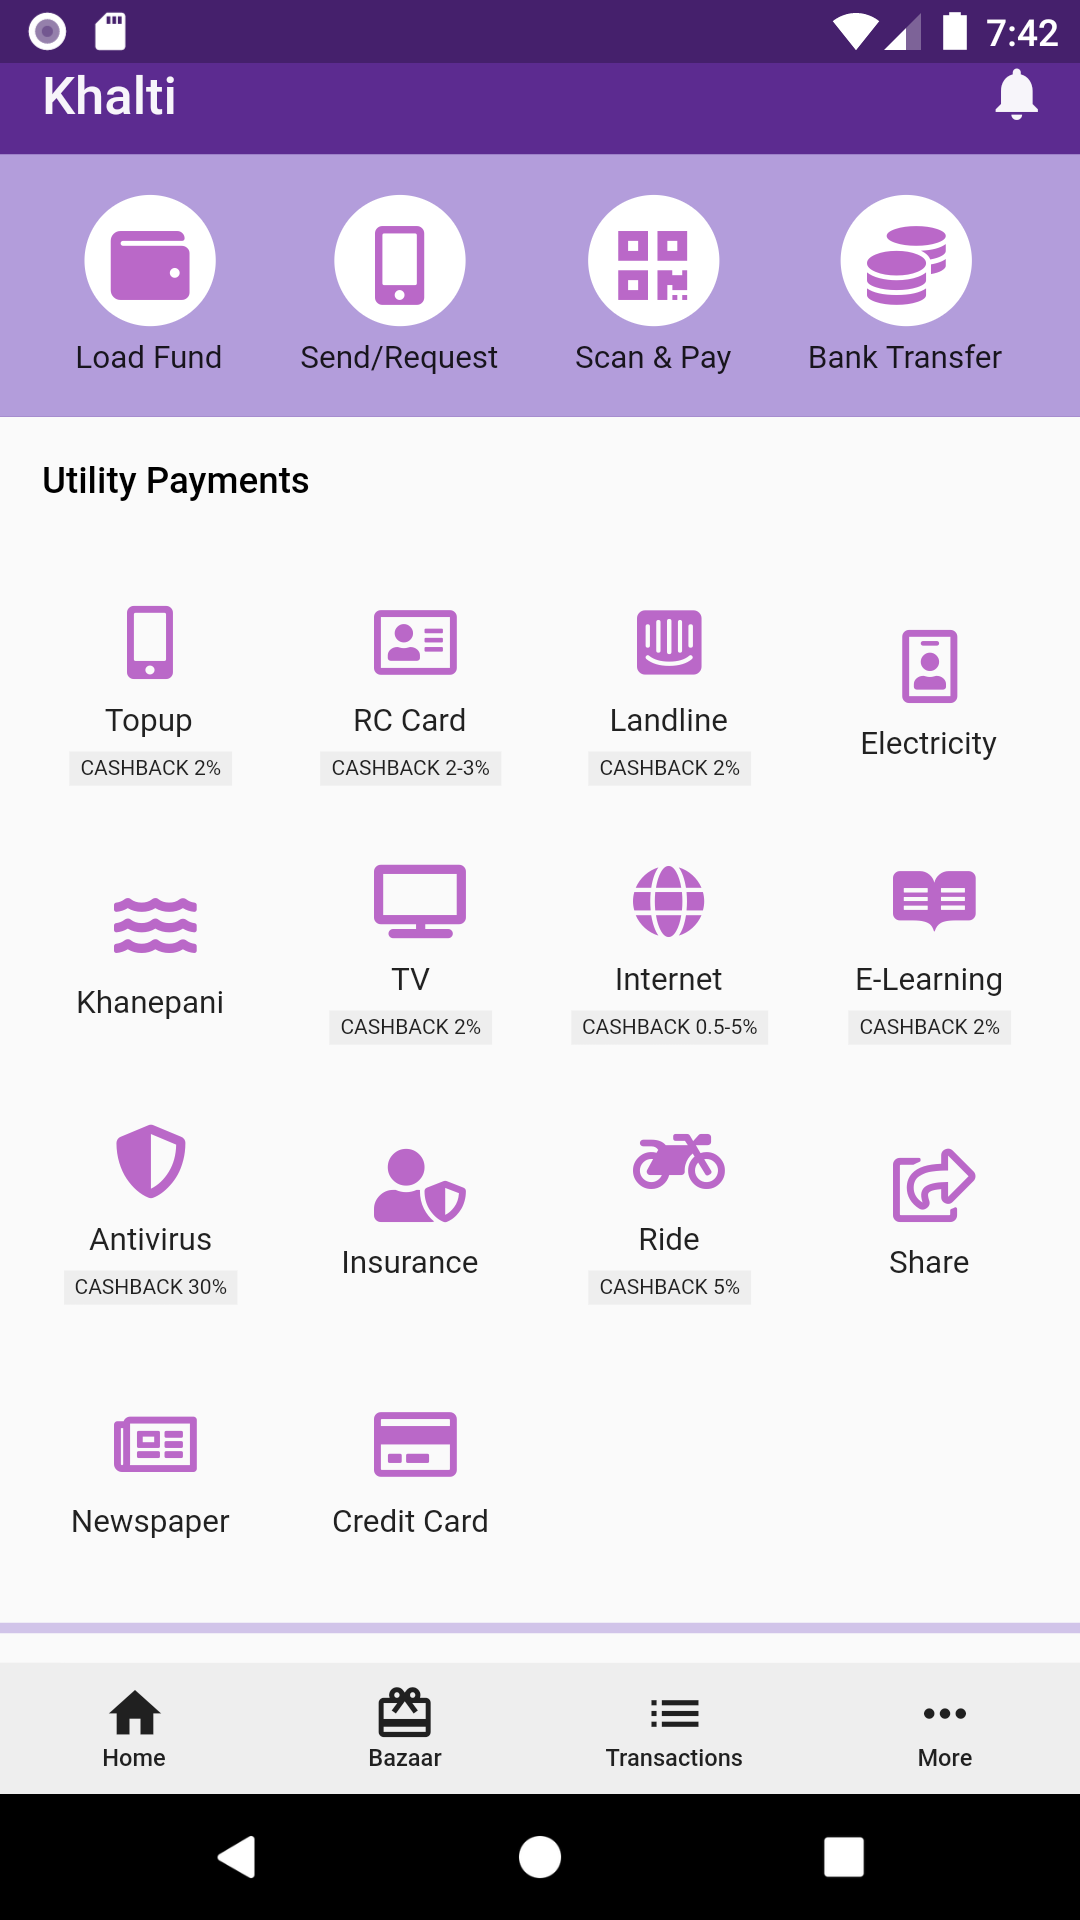 7:42
Khalti
Load Fund Send/Request Scan & Pay Bank Transfer
Utility Payments
Topup RC Card Landline Electricity
CASHBACK 2% CASHBACK 2-3% CASHBACK 2%
Khanepani TV Internet E-Learning
CASHBACK 2% CASHBACK 0.5-5% CASHBACK 2%
Antivirus Insurance Ride Share
CASHBACK 30% CASHBACK 5%
Newspaper Credit Card
Home Bazaar Transactions More